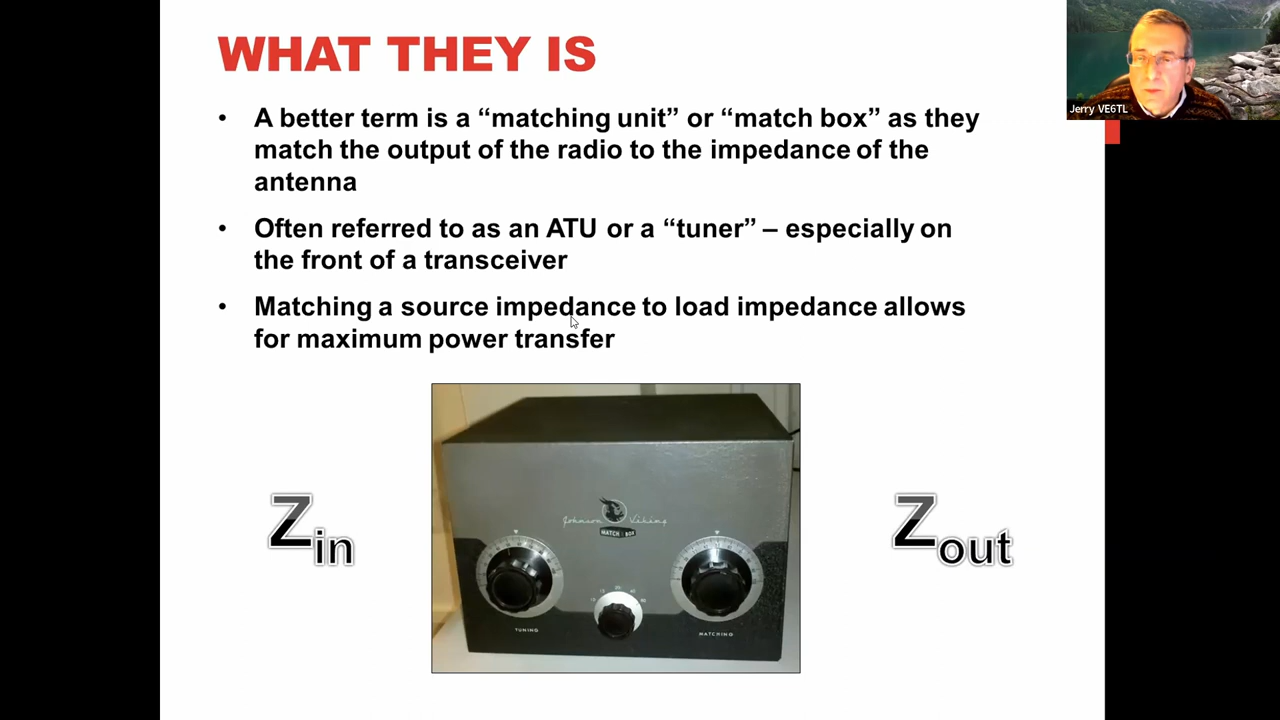 WHAT THEY IS
• A better term is a “matching unit” or “match box” as they
match the output of the radio to the impedance of the
antenna
• Often referred to as an ATU or a “tuner” – especially on
the front of a transceiver
• Matching a source impedance to load impedance allows
for maximum power transfer
Jerry VE6TL
Johnson Viking
MATCH BOX
TUNING
MATCHING
Zin
Zout